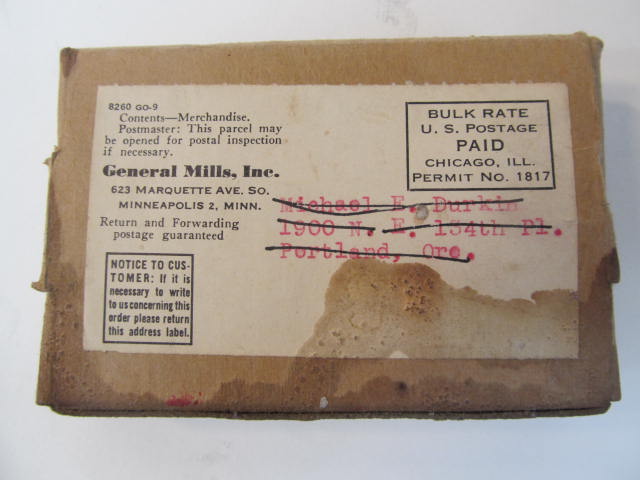 8260 GO-9
Contents—Merchandise.
Postmaster: This parcel may
be opened for postal inspection
if necessary.
General Mills, Inc.
623 MARQUETTE AVE. SO.
MINNEAPOLIS 2, MINN.
Return and Forwarding
postage guaranteed
NOTICE TO CUS-
TOMER: If it is
necessary to write
to us concerning this
order please return
this address label.
BULK RATE
U. S. POSTAGE
PAID
CHICAGO, ILL.
PERMIT NO. 1817
Michael E. Durkin
1900 N. E. 134th Pl.
Portland, Ore.